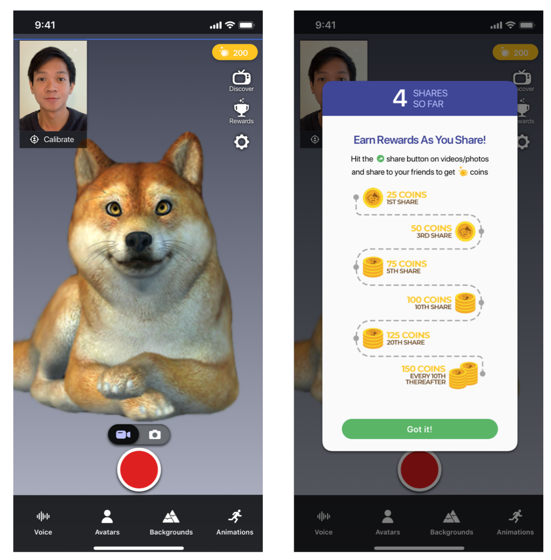 9:41
200
Discover
Rewards
Calibrate
Voice
Avatars
Backgrounds
Animations
9:41
200
Discover
Rewards
Calibrate
4 SHARES
SO FAR
Earn Rewards As You Share!
Hit the share button on videos/photos
and share to your friends to get coins
25 COINS
1ST SHARE
50 COINS
3RD SHARE
75 COINS
5TH SHARE
100 COINS
10TH SHARE
125 COINS
20TH SHARE
150 COINS
EVERY 10TH
THEREAFTER
Got it!
Voice
Avatars
Backgrounds
Animations